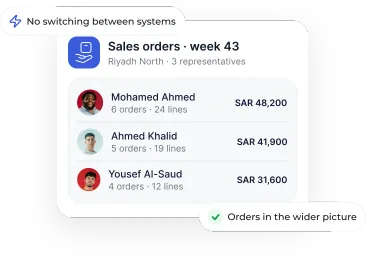 No switching between systems
Sales orders · week 43
Riyadh North · 3 representatives
Mohamed Ahmed
6 orders · 24 lines
SAR 48,200
Ahmed Khalid
5 orders · 19 lines
SAR 41,900
Yousef Al-Saud
4 orders · 12 lines
SAR 31,600
Orders in the wider picture